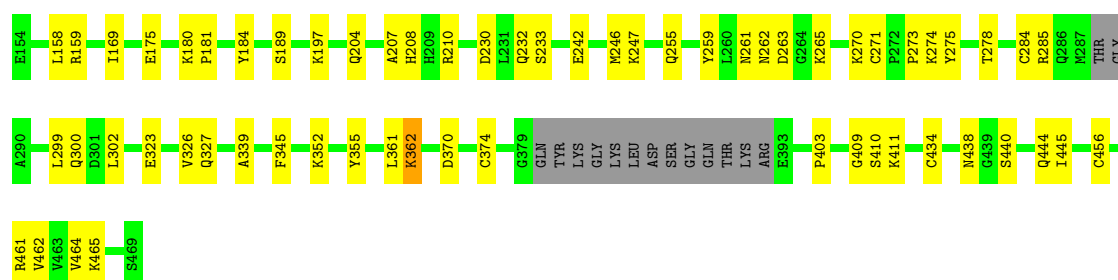 E154 L158 R159 I169 E175 K180 P181 Y184 S189 K197 Q204 A207 H208 H209 R210 D230 L231 Q232 S233 E242 M246 K247 Q255 Y259 L260 N261 N262 D263 G264 K265 K270 C271 P272 P273 K274 Y275 T278 C284 R285 Q286 M287 THR GLY
A290 L299 Q300 D301 L302 E323 V326 Q327 A339 F345 K352 Y355 L361 K362 D370 C374 G379 GLN TYR LYS GLY LYS LEU ASP SER GLY GLN THR LYS ARG E393 P403 G409 S410 K411 C434 N438 G439 S440 Q444 I445 C456
R461 V462 V463 V464 K465 S469